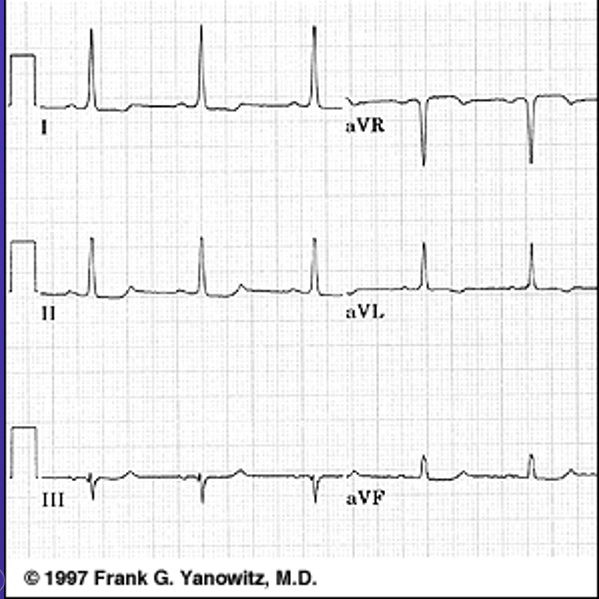 I
aVR
II
aVL
III
aVF
© 1997 Frank G. Yanowitz, M.D.